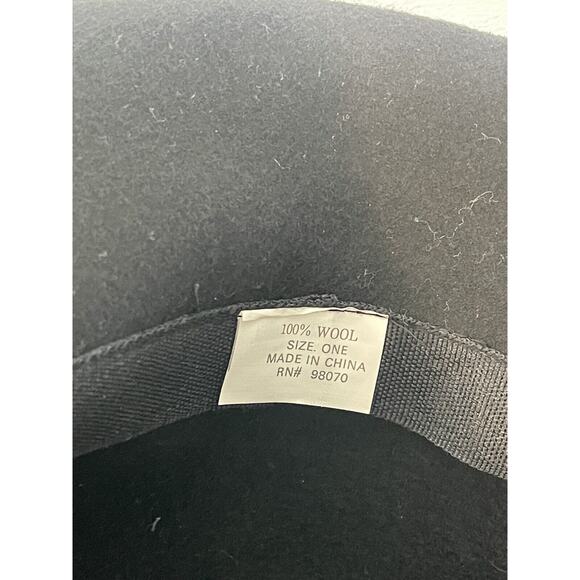 100% WOOL
SIZE. ONE
MADE IN CHINA
RN# 98070